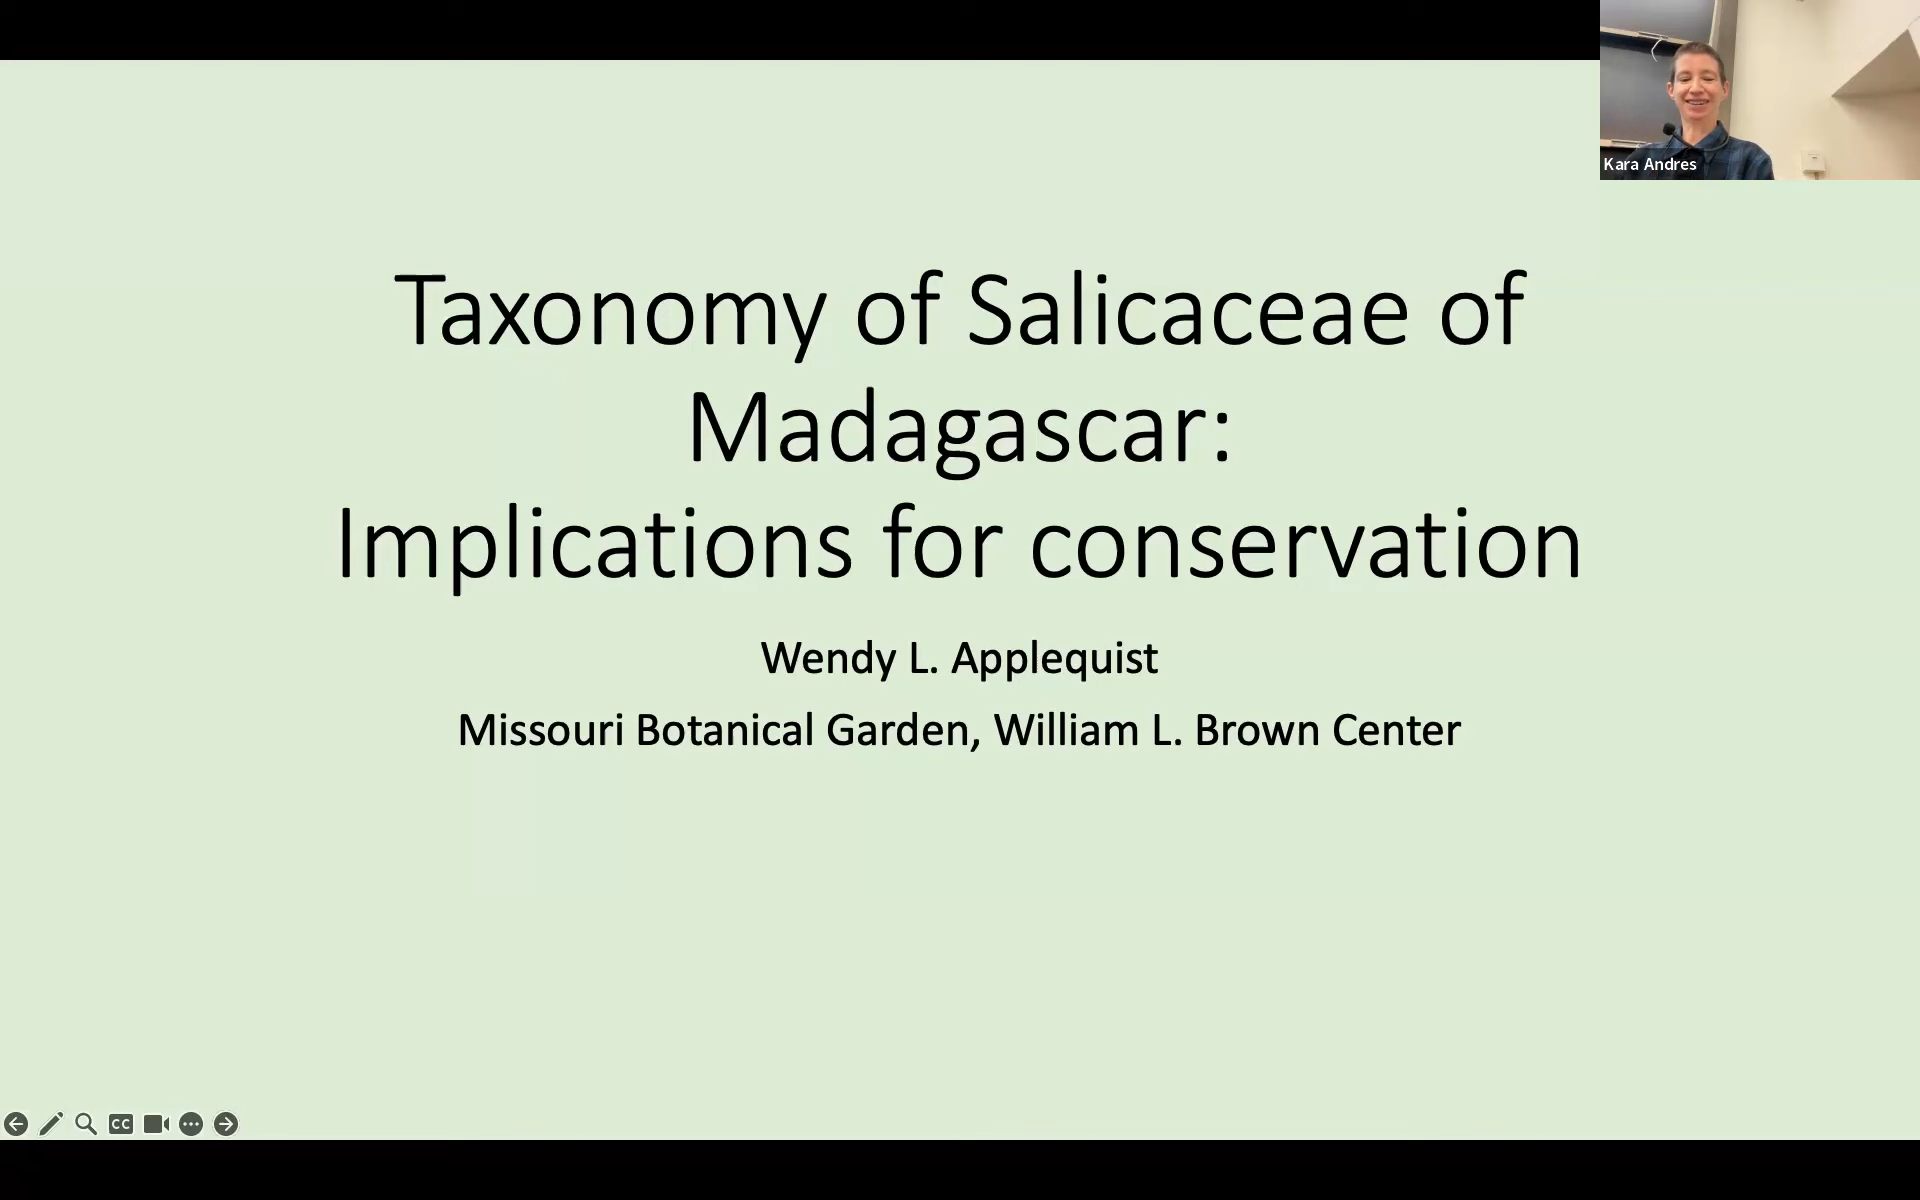 Kara Andres
Taxonomy of Salicaceae of
Madagascar:
Implications for conservation
Wendy L. Applequist
Missouri Botanical Garden, William L. Brown Center
CC